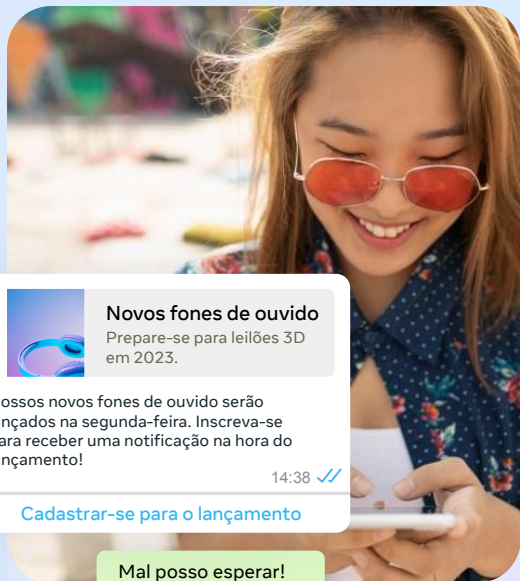 Novos fones de ouvido
Prepare-se para leilões 3D
em 2023.
ossos novos fones de ouvido serão
nçados na segunda-feira. Inscreva-se
ara receber uma notificação na hora do
nçamento!
14:38
Cadastrar-se para o lançamento
Mal posso esperar!